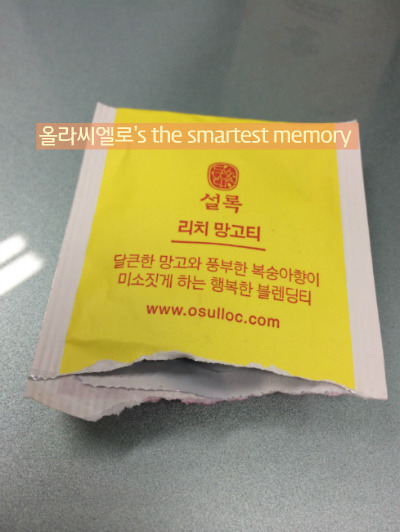 올라씨엘로's the smartest memory
설록
리치 망고티
달큰한 망고와 풍부한 복숭아향이
미소짓게 하는 행복한 블렌딩티
www.osulloc.com